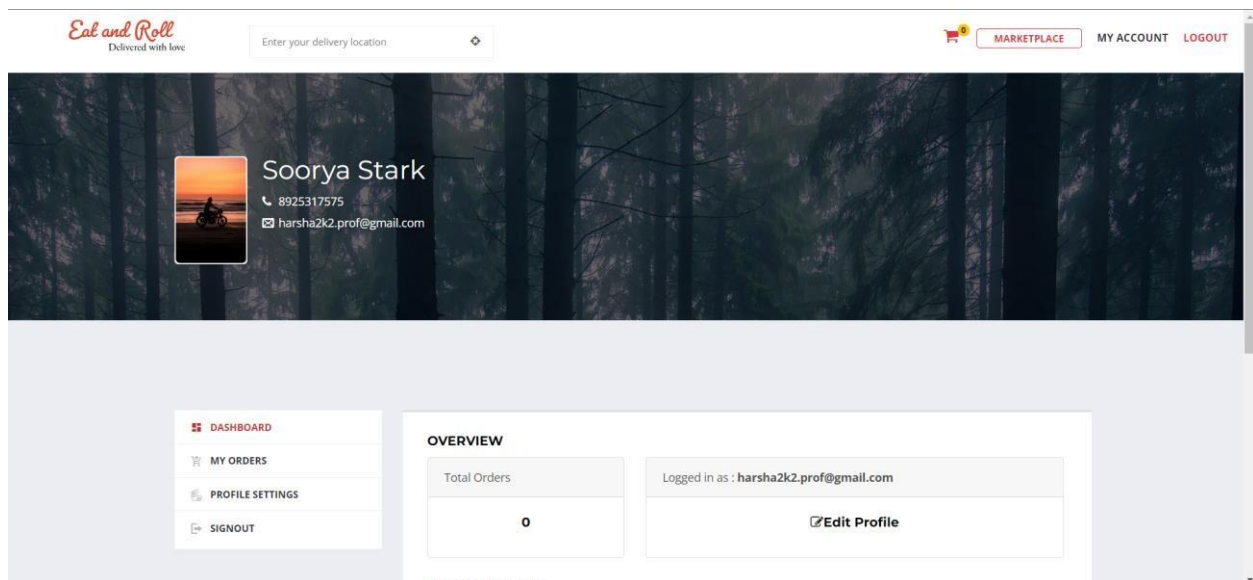 Eat and Roll
Delivered with love
Enter your delivery location
0
MARKETPLACE
MY ACCOUNT
LOGOUT
Soorya Stark
8925317575
harsha2k2.prof@gmail.com
DASHBOARD
MY ORDERS
PROFILE SETTINGS
SIGNOUT
OVERVIEW
Total Orders
0
Logged in as : harsha2k2.prof@gmail.com
Edit Profile